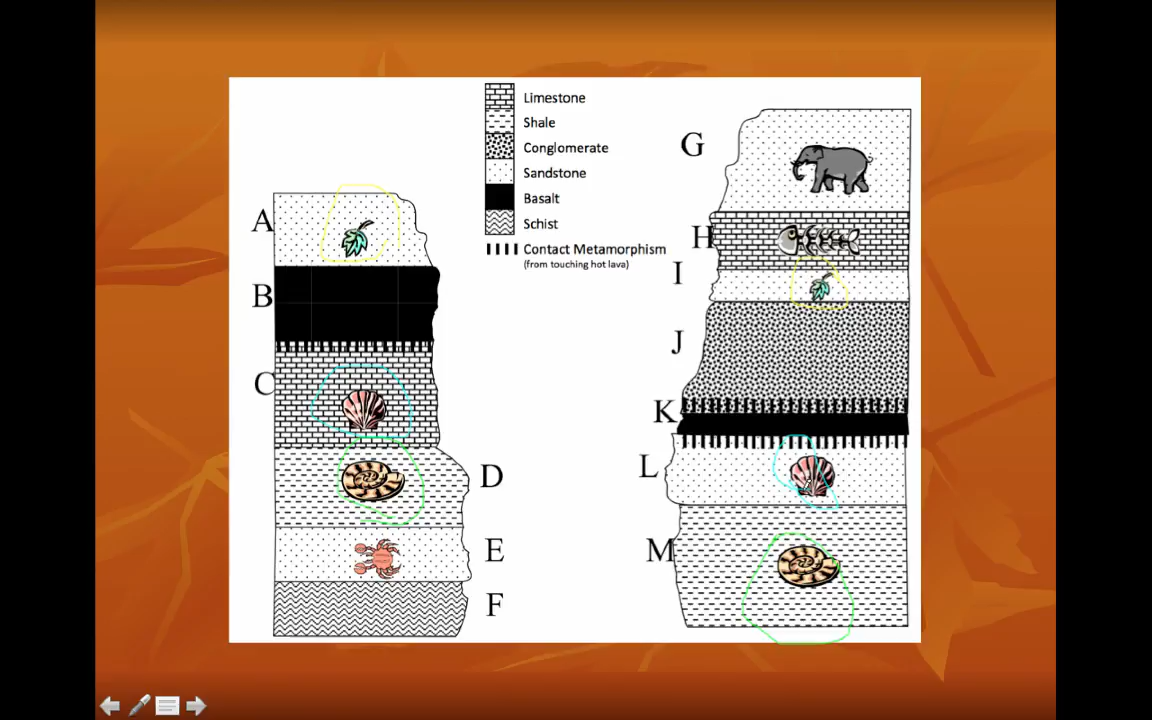 Limestone
Shale
Conglomerate
Sandstone
Basalt
Schist
Contact Metamorphism
(from touching hot lava)
A
B
C
D
E
F
G
H
I
J
K
L
M